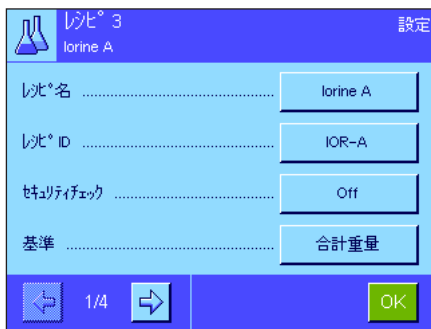 ﾚｼﾋﾟ 3
設定
Iorine A
ﾚｼﾋﾟ名 ............................................... Iorine A
ﾚｼﾋﾟ ID ............................................... IOR-A
ｾｷｭﾘﾃｨﾁｪｯｸ ....................................... Off
基準 .................................................... 合計重量
1/4
OK